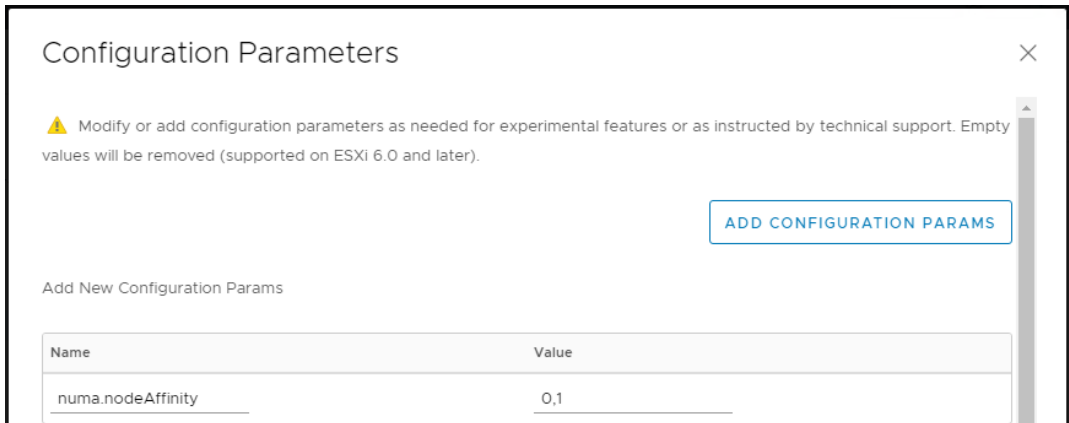 Configuration Parameters
Modify or add configuration parameters as needed for experimental features or as instructed by technical support. Empty
values will be removed (supported on ESXi 6.0 and later).
ADD CONFIGURATION PARAMS
Add New Configuration Params
Name Value
numa.nodeAffinity 0,1